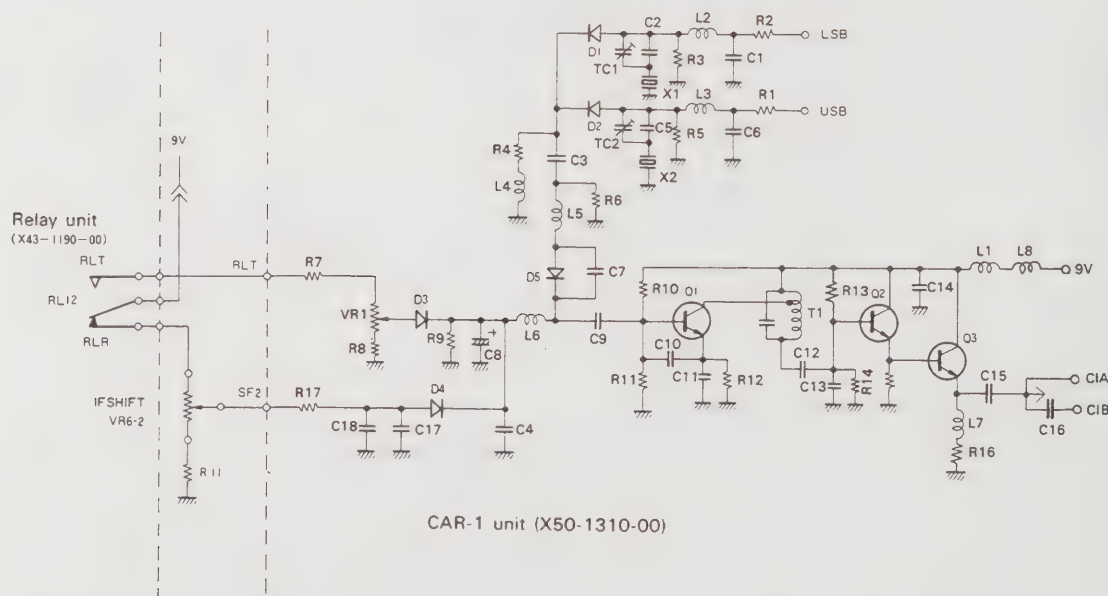 C2 L2 R2
LSB
D1
TC1 R3 C1
X1 L3 R1
USB
D2 C5 R5 C6
TC2
R4 X2
C3
9V
L4 R6
L5
Relay unit
(X43-1190-00)
RLT RLT R7 D5 C7
L1 L8
9V
RL12 R10 Q1 R13 Q2 C14
VR1 D3 T1
RLR R8 R9 C8 L6 C9 Q3
C10 C12
R11 C11 R12 C13 R14 C15 CIA
IFSHIFT SF2 R17 D4
VR6-2 CIB
C18 C17 C4 L7 C16
R11 R16
CAR-1 unit (X50-1310-00)